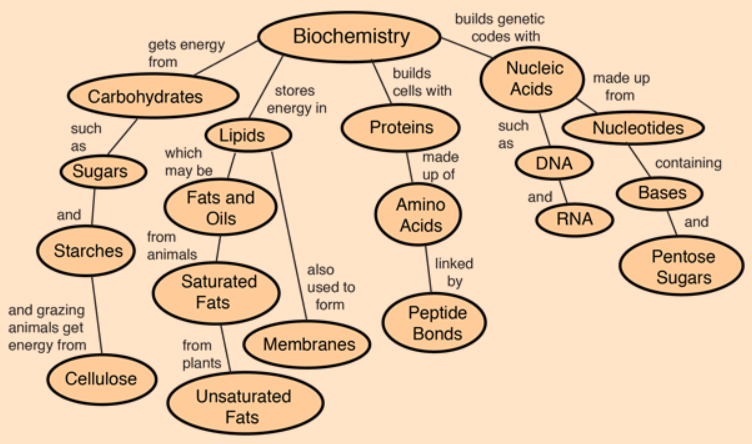 Biochemistry
gets energy
from
Carbohydrates
such
as
Sugars
and
Starches
and grazing
animals get
energy from
Cellulose
stores
energy in
Lipids
which
may be
Fats and
Oils
from
animals
Saturated
Fats
from
plants
Unsaturated
Fats
also
used to
form
Membranes
builds
cells with
Proteins
made
up of
Amino
Acids
linked
by
Peptide
Bonds
builds genetic
codes with
Nucleic
Acids
such
as
DNA
and
RNA
made up
from
Nucleotides
containing
Bases
and
Pentose
Sugars